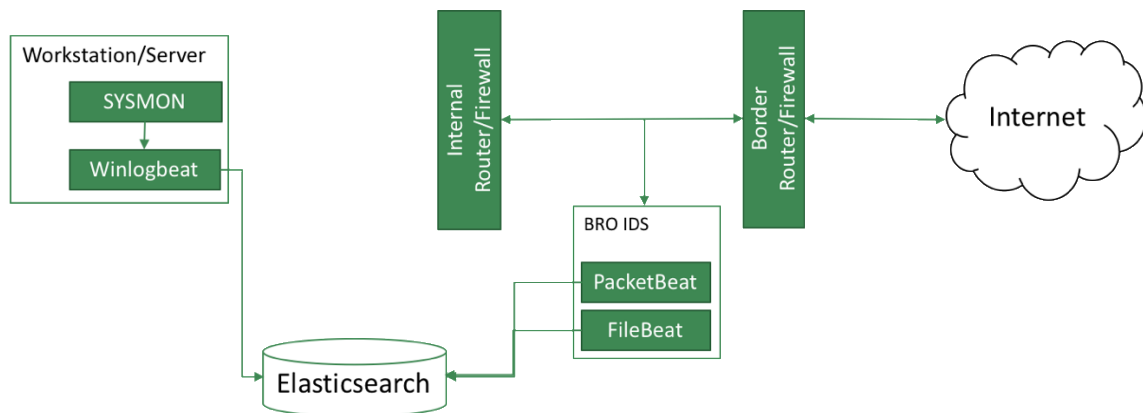 Workstation/Server
SYSMON
Winlogbeat
Internal
Router/Firewall
Border
Router/Firewall
Internet
BRO IDS
PacketBeat
FileBeat
Elasticsearch